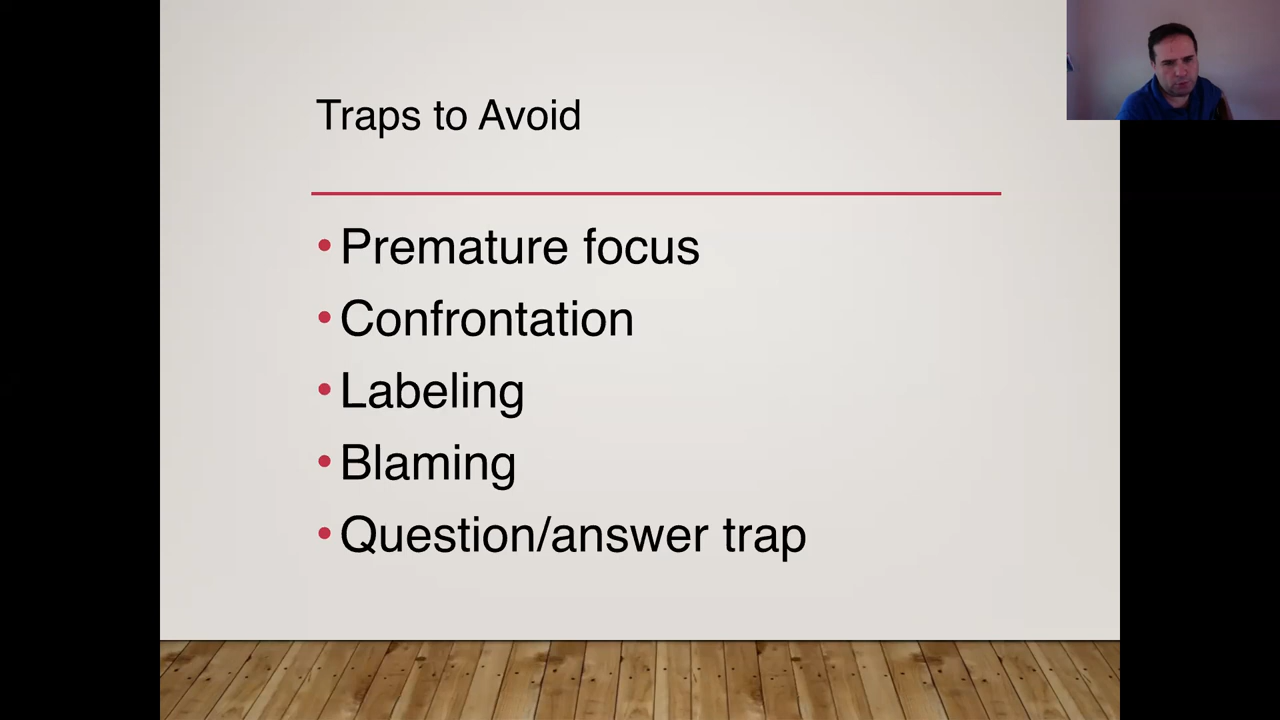 Traps to Avoid
• Premature focus
• Confrontation
• Labeling
• Blaming
• Question/answer trap